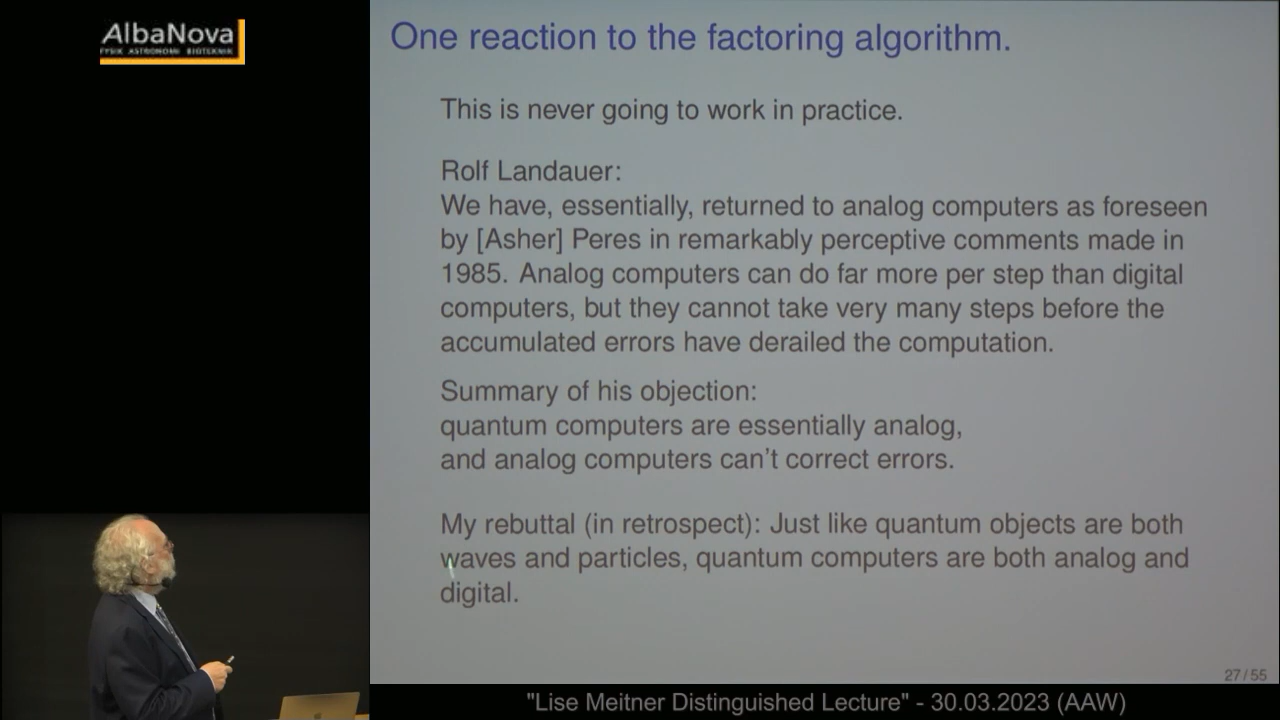 AlbaNova
FYSIK ASTRONOMI BIOTEKNIK
One reaction to the factoring algorithm.
This is never going to work in practice.
Rolf Landauer:
We have, essentially, returned to analog computers as foreseen
by [Asher] Peres in remarkably perceptive comments made in
1985. Analog computers can do far more per step than digital
computers, but they cannot take very many steps before the
accumulated errors have derailed the computation.
Summary of his objection:
quantum computers are essentially analog,
and analog computers can't correct errors.
My rebuttal (in retrospect): Just like quantum objects are both
waves and particles, quantum computers are both analog and
digital.
27/55
"Lise Meitner Distinguished Lecture" - 30.03.2023 (AAW)